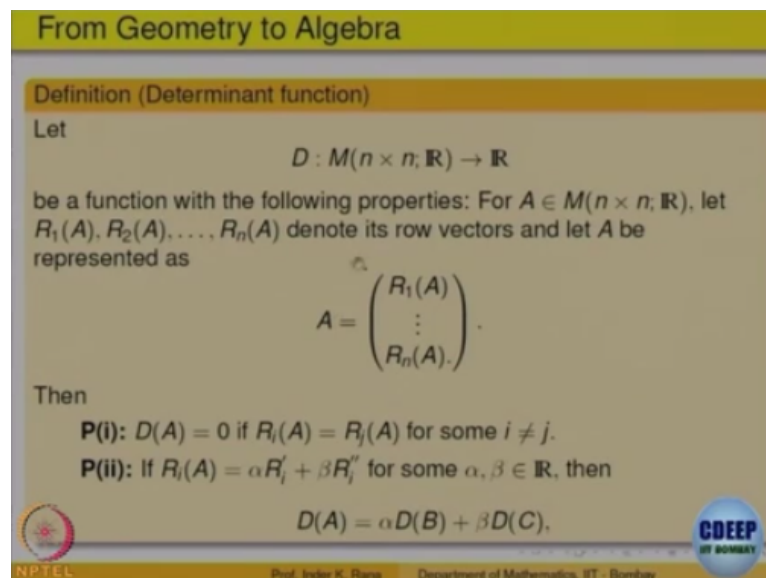 From Geometry to Algebra
Definition (Determinant function)
Let
D : M(n × n; ℝ) → ℝ
be a function with the following properties: For A ∈ M(n × n; ℝ), let
R₁(A), R₂(A), . . . , Rₙ(A) denote its row vectors and let A be
represented as
A = ( R₁(A)
⋮
Rₙ(A). ) .
Then
P(i): D(A) = 0 if Rᵢ(A) = Rⱼ(A) for some i ≠ j.
P(ii): If Rᵢ(A) = αRᵢ′ + βRᵢ″ for some α, β ∈ ℝ, then
D(A) = αD(B) + βD(C),
CDEEP
IIT BOMBAY
NPTEL
Prof. Inder K. Rana Department of Mathematics, IIT - Bombay